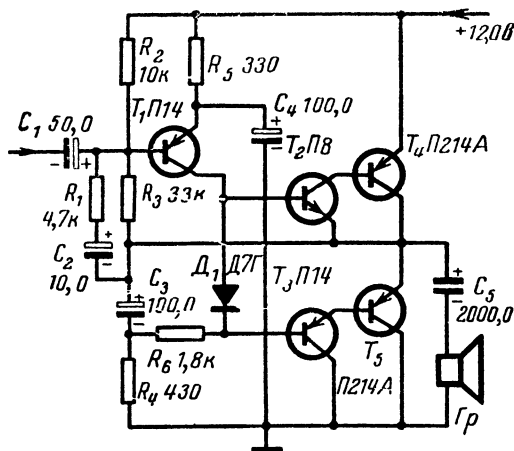 +12,0в
R₂
10к
R₅ 330
T₁П14
C₁ 50,0
C₄ 100,0
T₂П8
T₄П214А
R₁
4,7к
R₃ 33к
C₂
10,0
C₃
100,0
Д₁ Д7Г
T₃П14
C₅
2000,0
R₆ 1,8к
T₅
П214А
R₄ 430
Гр